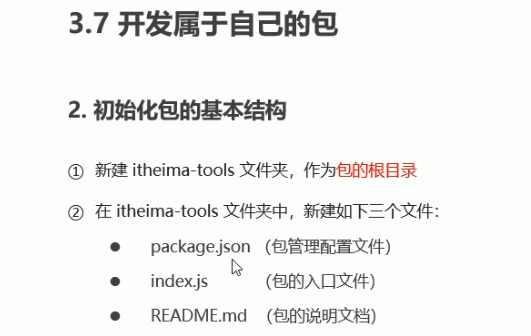 3.7 开发属于自己的包
2. 初始化包的基本结构
① 新建 itheima-tools 文件夹，作为包的根目录
② 在 itheima-tools 文件夹中，新建如下三个文件：
● package.json （包管理配置文件）
● index.js （包的入口文件）
● README.md （包的说明文档）